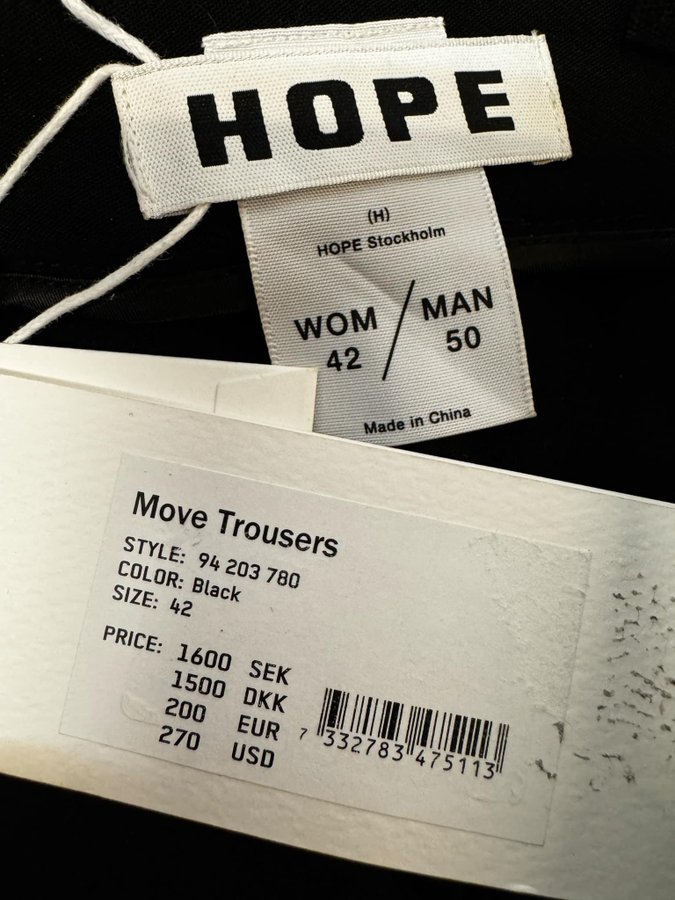 HOPE
(H)
HOPE Stockholm
WOM / MAN
42 50
Made in China
Move Trousers
STYLE: 94 203 780
COLOR: Black
SIZE: 42
PRICE: 1600 SEK
1500 DKK
200 EUR
270 USD
7 332783 475113